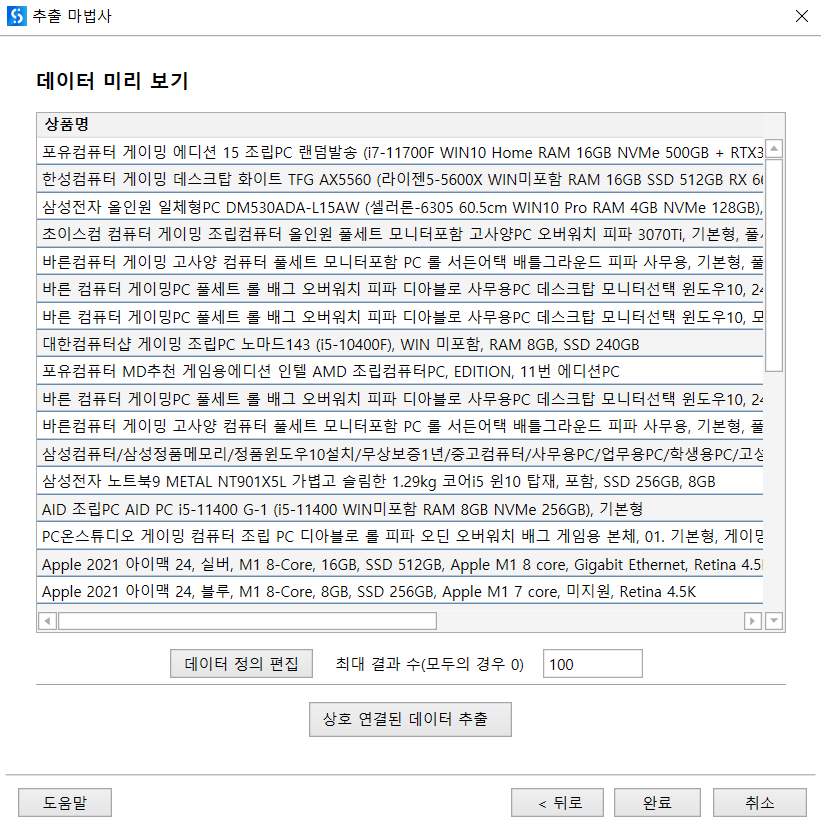 추출 마법사
데이터 미리 보기
상품명
포유컴퓨터 게이밍 에디션 15 조립PC 랜덤발송 (i7-11700F WIN10 Home RAM 16GB NVMe 500GB + RTX3
한성컴퓨터 게이밍 데스크탑 화이트 TFG AX5560 (라이젠5-5600X WIN미포함 RAM 16GB SSD 512GB RX 66
삼성전자 올인원 일체형PC DM530ADA-L15AW (셀러론-6305 60.5cm WIN10 Pro RAM 4GB NVMe 128GB),
초이스컴 컴퓨터 게이밍 조립컴퓨터 올인원 풀세트 모니터포함 고사양PC 오버워치 피파 3070Ti, 기본형, 풀
바른컴퓨터 게이밍 고사양 컴퓨터 풀세트 모니터포함 PC 롤 서든어택 배틀그라운드 피파 사무용, 기본형, 풀
바른 컴퓨터 게이밍PC 풀세트 롤 배그 오버워치 피파 디아블로 사무용PC 데스크탑 모니터선택 윈도우10, 24
바른 컴퓨터 게이밍PC 풀세트 롤 배그 오버워치 피파 디아블로 사무용PC 데스크탑 모니터선택 윈도우10, 모
대한컴퓨터샵 게이밍 조립PC 노마드143 (i5-10400F), WIN 미포함, RAM 8GB, SSD 240GB
포유컴퓨터 MD추천 게임용에디션 인텔 AMD 조립컴퓨터PC, EDITION, 11번 에디션PC
바른 컴퓨터 게이밍PC 풀세트 롤 배그 오버워치 피파 디아블로 사무용PC 데스크탑 모니터선택 윈도우10, 24
바른컴퓨터 게이밍 고사양 컴퓨터 풀세트 모니터포함 PC 롤 서든어택 배틀그라운드 피파 사무용, 기본형, 풀
삼성컴퓨터/삼성정품메모리/정품윈도우10설치/무상보증1년/중고컴퓨터/사무용PC/업무용PC/학생용PC/고성
삼성전자 노트북9 METAL NT901X5L 가볍고 슬림한 1.29kg 코어i5 윈10 탑재, 포함, SSD 256GB, 8GB
AID 조립PC AID PC i5-11400 G-1 (i5-11400 WIN미포함 RAM 8GB NVMe 256GB), 기본형
PC온스튜디오 게이밍 컴퓨터 조립 PC 디아블로 롤 피파 오딘 오버워치 배그 게임용 본체, 01. 기본형, 게이밍
Apple 2021 아이맥 24, 실버, M1 8-Core, 16GB, SSD 512GB, Apple M1 8 core, Gigabit Ethernet, Retina 4.5
Apple 2021 아이맥 24, 블루, M1 8-Core, 8GB, SSD 256GB, Apple M1 7 core, 미지원, Retina 4.5K
데이터 정의 편집 최대 결과 수(모두의 경우 0) 100
상호 연결된 데이터 추출
도움말 < 뒤로 완료 취소